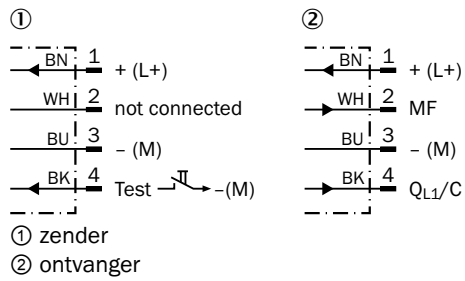 ① ②
BN 1 + (L+) BN 1 + (L+)
WH 2 not connected WH 2 MF
BU 3 – (M) BU 3 – (M)
BK 4 Test –(M) BK 4 QL1/C
① zender
② ontvanger